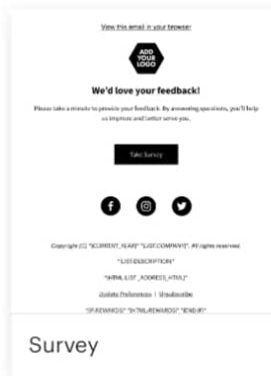 View this email in your browser
ADD
YOUR
LOGO
We'd love your feedback!
Please take a minute to provide your feedback. By answering questions, you'll help
us improve and better serve you.
Take Survey
Copyright (C) *|CURRENT_YEAR|* *|LIST:COMPANY|*. All rights reserved.
*|LIST:DESCRIPTION|*
*|HTML:LIST_ADDRESS_HTML|*
Update Preferences | Unsubscribe
*|IF:REWARDS|* *|HTML:REWARDS|* *|END:IF|*
Survey